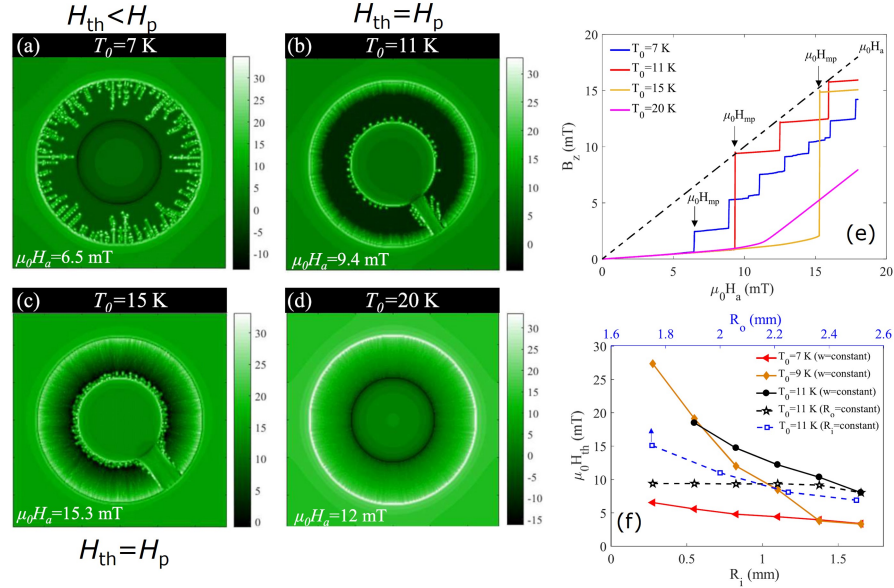 H_th<H_p
H_th=H_p
(a) T_0=7 K
μ_0H_a=6.5 mT
35
30
25
20
15
10
5
0
-5
-10
(b) T_0=11 K
μ_0H_a=9.4 mT
30
25
20
15
10
5
0
(c) T_0=15 K
μ_0H_a=15.3 mT
30
25
20
15
10
5
0
(d) T_0=20 K
μ_0H_a=12 mT
30
25
20
15
10
5
0
-5
-10
-15
H_th=H_p
T_0=7 K
T_0=11 K
T_0=15 K
T_0=20 K
μ_0H_mp
μ_0H_a
μ_0H_mp
μ_0H_mp
(e)
B_z (mT)
20
15
10
5
0
0 5 10 15 20
μ_0H_a (mT)
R_o (mm)
1.6 1.8 2 2.2 2.4 2.6
T_0=7 K (w=constant)
T_0=9 K (w=constant)
T_0=11 K (w=constant)
T_0=11 K (R_o=constant)
T_0=11 K (R_i=constant)
(f)
μ_0H_th (mT)
30
25
20
15
10
5
0
0 0.5 1 1.5
R_i (mm)